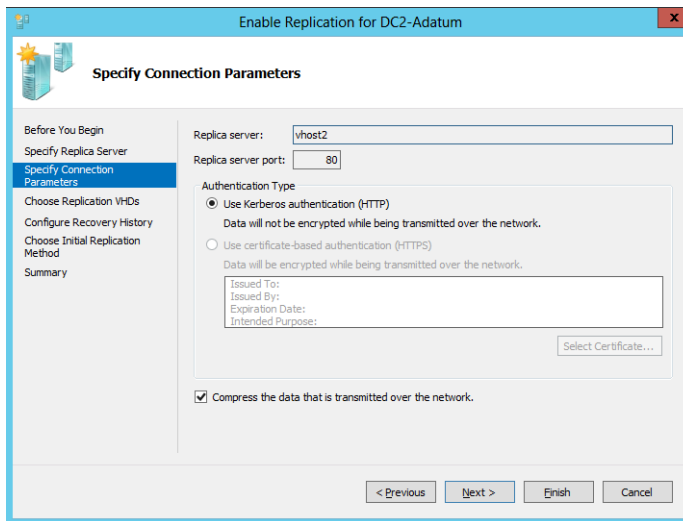 Enable Replication for DC2-Adatum
x
Specify Connection Parameters
Before You Begin
Specify Replica Server
Specify Connection
Parameters
Choose Replication VHDs
Configure Recovery History
Choose Initial Replication
Method
Summary
Replica server: vhost2
Replica server port: 80
Authentication Type
Use Kerberos authentication (HTTP)
Data will not be encrypted while being transmitted over the network.
Use certificate-based authentication (HTTPS)
Data will be encrypted while being transmitted over the network.
Issued To:
Issued By:
Expiration Date:
Intended Purpose:
Select Certificate...
Compress the data that is transmitted over the network.
< Previous Next > Finish Cancel